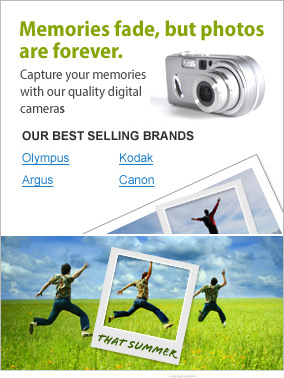 Memories fade, but photos
are forever.
Capture your memories
with our quality digital
cameras
OUR BEST SELLING BRANDS
Olympus Kodak
Argus Canon
THAT SUMMER